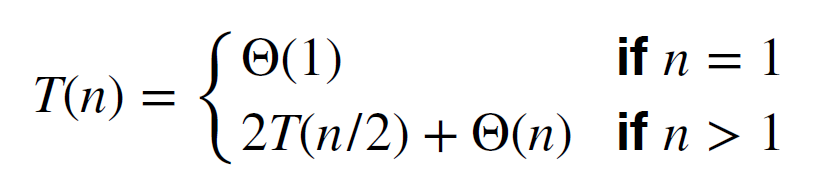 T(n) = { Θ(1) if n = 1
2T(n/2) + Θ(n) if n > 1